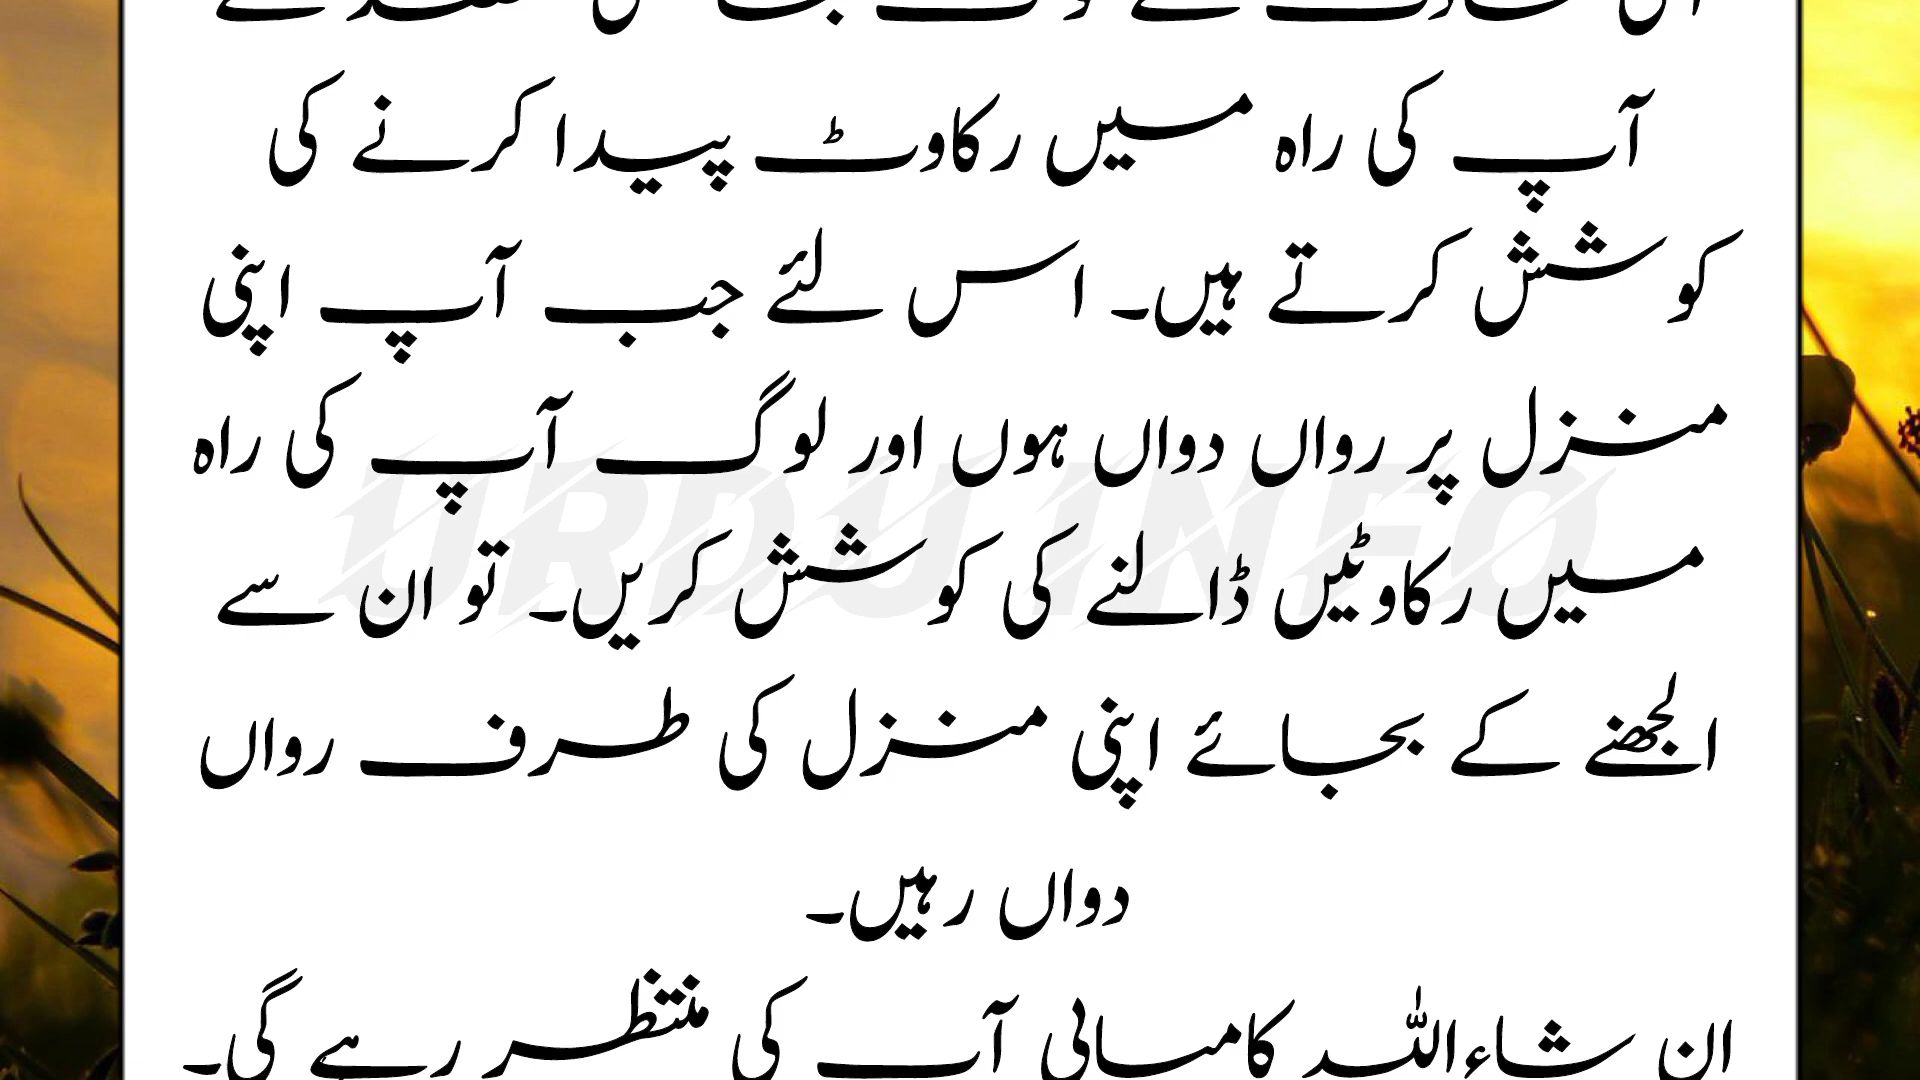 آپ کی راہ میں رکاوٹ پیدا کرنے کی
کوشش کرتے ہیں۔ اس لئے جب آپ اپنی
منزل پر رواں دواں ہوں اور لوگ آپ کی راہ
میں رکاوٹیں ڈالنے کی کوشش کریں۔ تو ان سے
الجھنے کے بجائے اپنی منزل کی طرف رواں
دواں رہیں۔
ان شاءاللہ کامیابی آپ کی منتظر رہے گی۔
URDU INFO